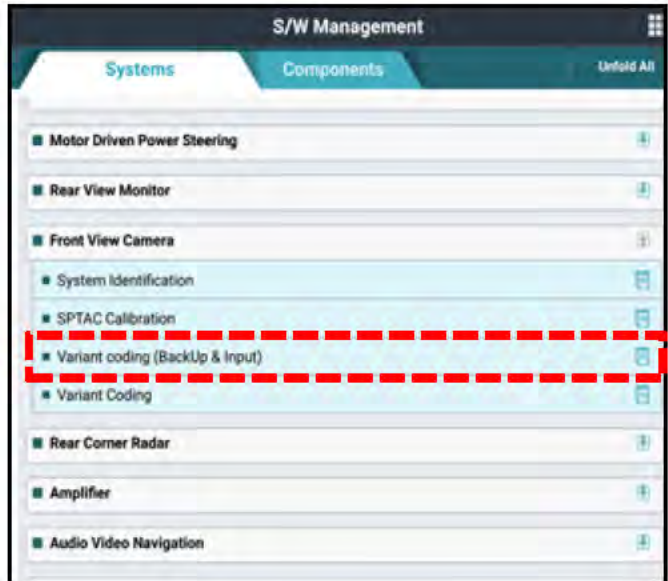 S/W Management
Systems
Components
Unfold All
Motor Driven Power Steering
Rear View Monitor
Front View Camera
System Identification
SPTAC Calibration
Variant coding (BackUp & Input)
Variant Coding
Rear Corner Radar
Amplifier
Audio Video Navigation